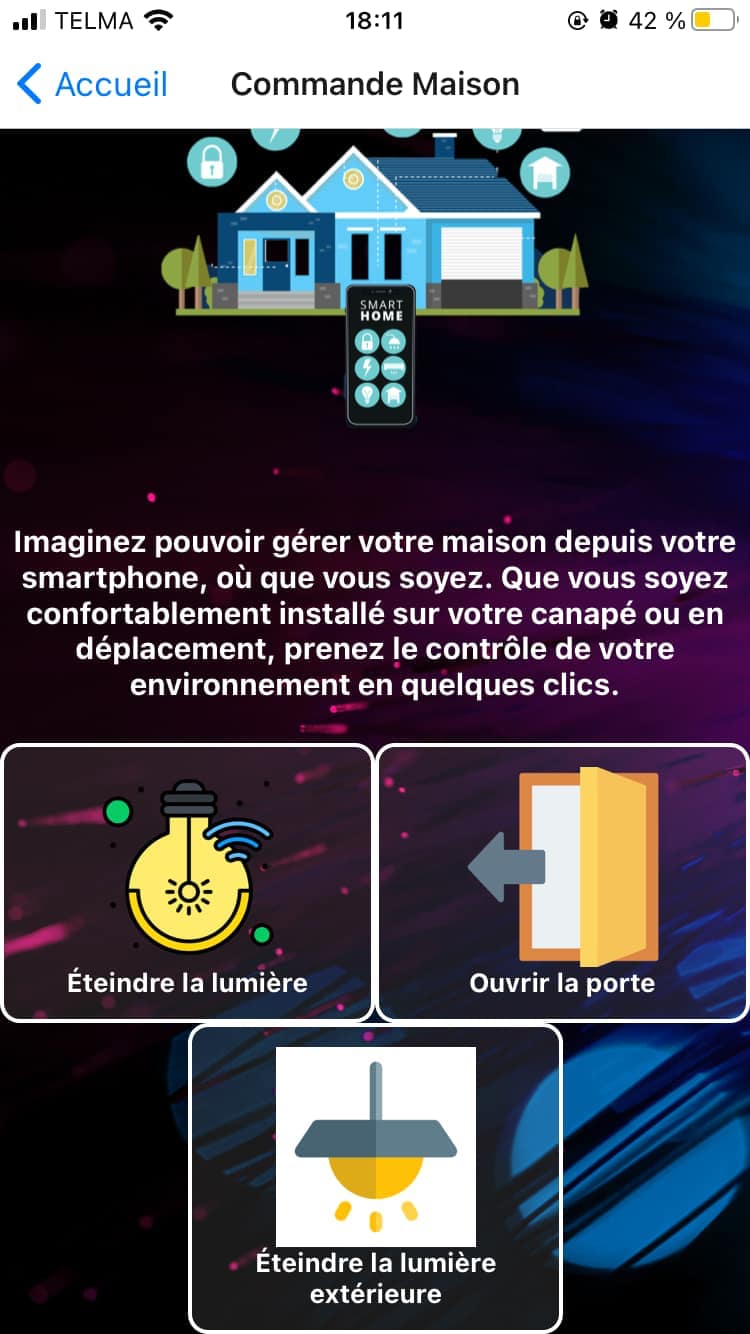 TELMA 18:11 42 %
Accueil Commande Maison
SMART
HOME
Imaginez pouvoir gérer votre maison depuis votre
smartphone, où que vous soyez. Que vous soyez
confortablement installé sur votre canapé ou en
déplacement, prenez le contrôle de votre
environnement en quelques clics.
Éteindre la lumière
Ouvrir la porte
Éteindre la lumière
extérieure